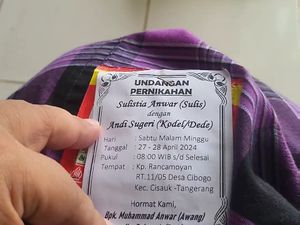 UNDANGAN
PERNIKAHAN
Sulistia Anwar (Sulis)
dengan
Andi Sugeri (Kodel/Dede)
Hari : Sabtu Malam Minggu
Tanggal : 27 - 28 April 2024
Pukul : 08:00 WIB s/d Selesai
Tempat : Kp. Rancamoyan
RT.11/05 Desa Cibogo
Kec. Cisauk -Tangerang
Hormat Kami,
Bpk. Muhammad Anwar (Awang)